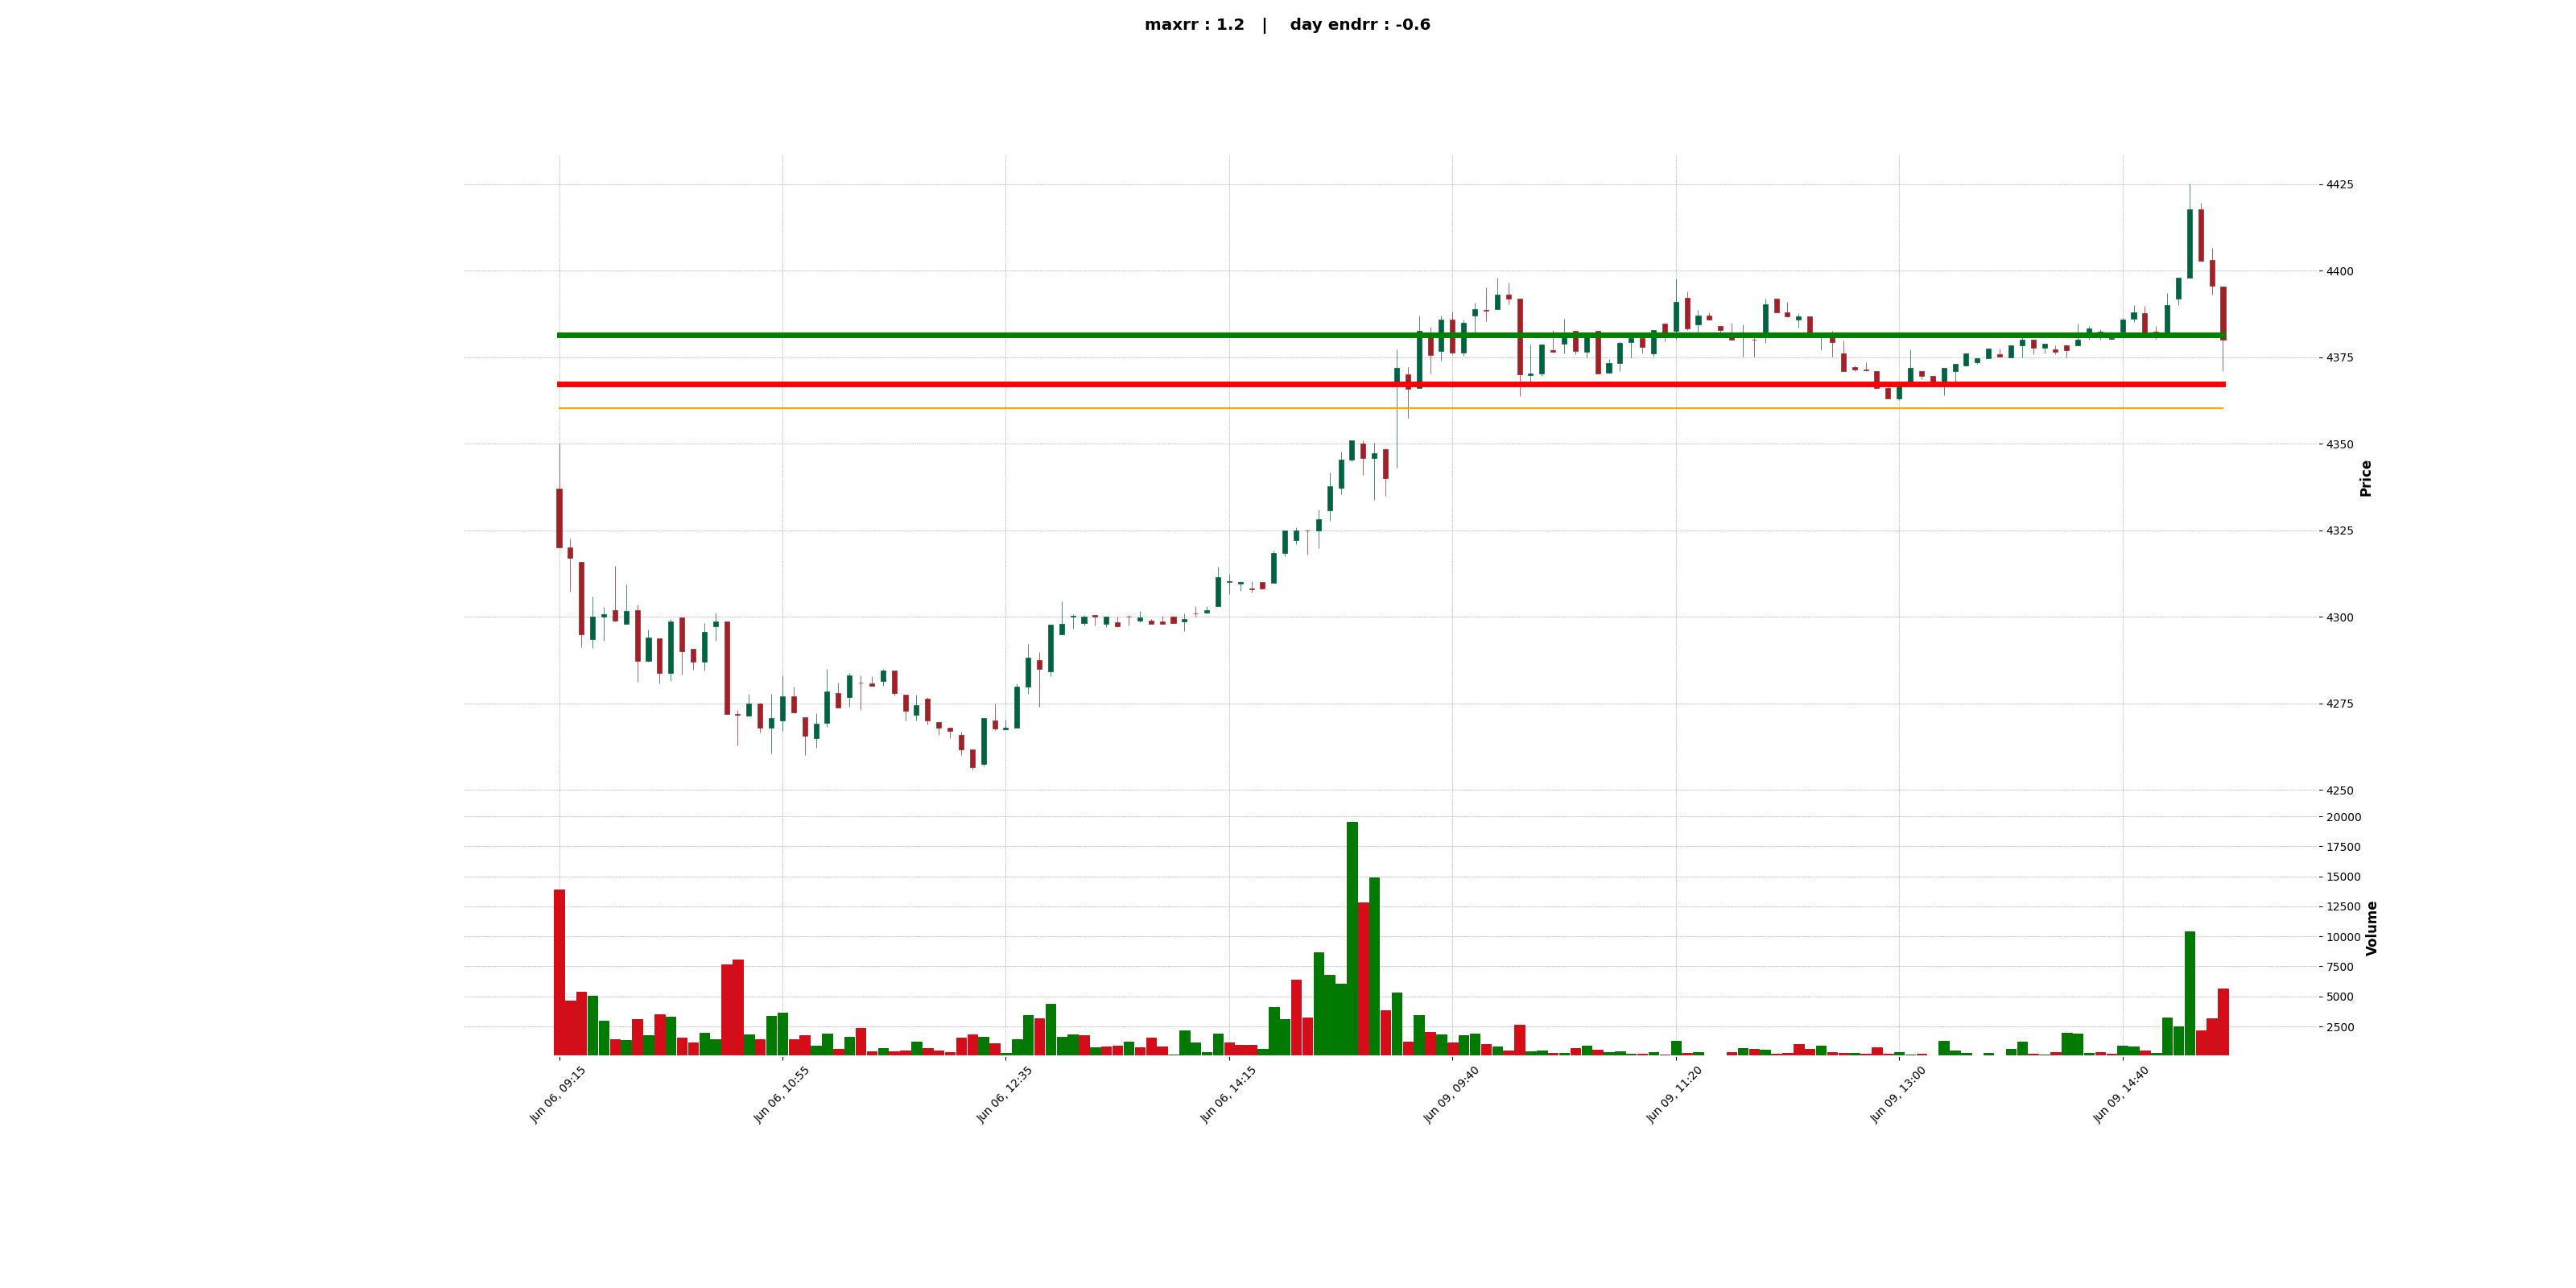 maxrr : 1.2 | day endrr : -0.6
4425
4400
4375
4350
4325
4300
4275
4250
Price
20000
17500
15000
12500
10000
7500
5000
2500
Volume
Jun 06, 09:15
Jun 06, 10:55
Jun 06, 12:35
Jun 06, 14:15
Jun 09, 09:40
Jun 09, 11:20
Jun 09, 13:00
Jun 09, 14:40